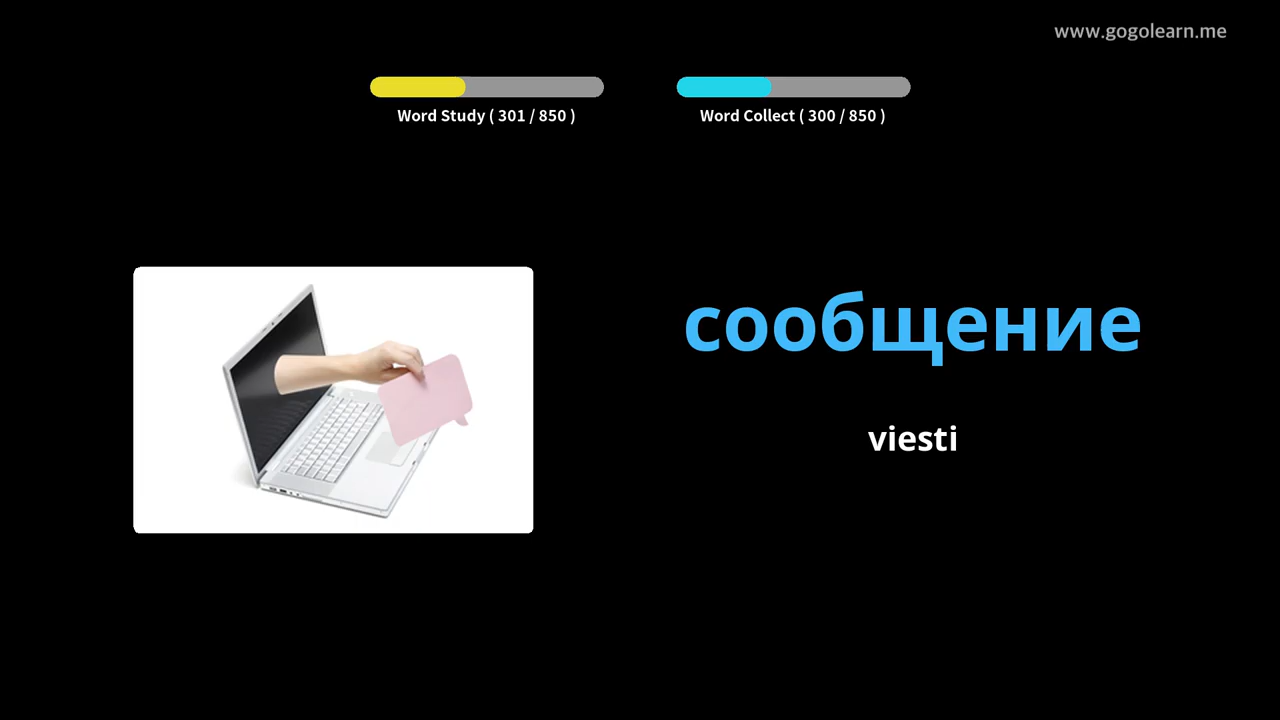 www.gogolearn.me
Word Study ( 301 / 850 )
Word Collect ( 300 / 850 )
сообщение
viesti